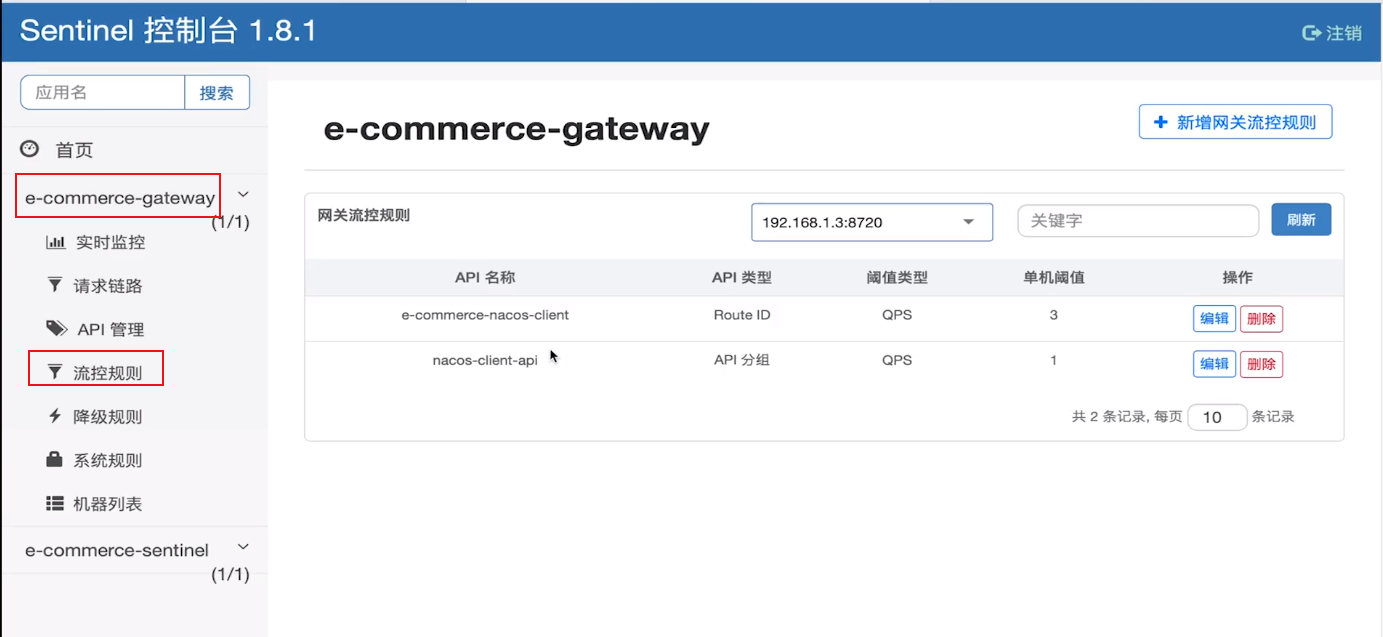 Sentinel 控制台 1.8.1
注销
应用名 搜索
首页
e-commerce-gateway
(1/1)
实时监控
请求链路
API 管理
流控规则
降级规则
系统规则
机器列表
e-commerce-sentinel
(1/1)
e-commerce-gateway
+ 新增网关流控规则
网关流控规则 192.168.1.3:8720 关键字 刷新
API 名称 API 类型 阈值类型 单机阈值 操作
e-commerce-nacos-client Route ID QPS 3 编辑 删除
nacos-client-api API 分组 QPS 1 编辑 删除
共 2 条记录, 每页 10 条记录